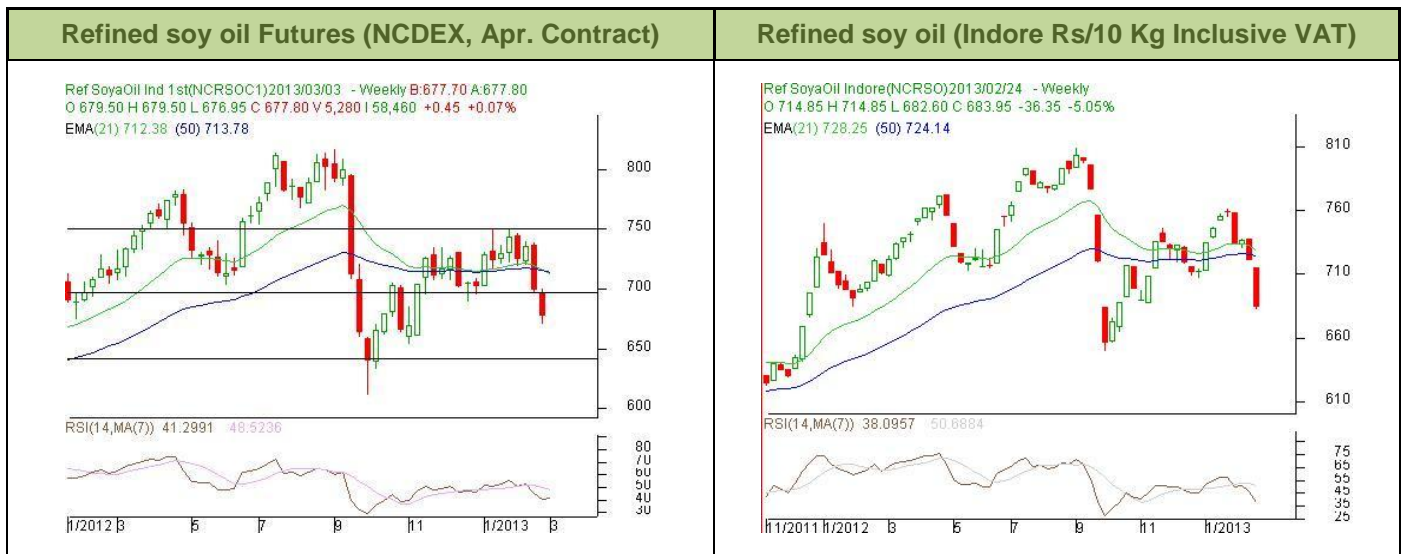 Refined soy oil Futures (NCDEX, Apr. Contract)
Ref SoyaOil Ind 1st(NCRSOC1)2013/03/03 - Weekly B:677.70 A:677.80
O 679.50 H 679.50 L 676.95 C 677.80 V 5,280 I 58,460 +0.45 +0.07%
EMA(21) 712.38 (50) 713.78
800
750
700
650
600
RSI(14,MA(7)) 41.2991 48.5236
80
70
60
50
40
30
1/2012 3 5 7 9 11 1/2013 3
Refined soy oil (Indore Rs/10 Kg Inclusive VAT)
Ref SoyaOil Indore(NCRSO)2013/02/24 - Weekly
O 714.85 H 714.85 L 682.60 C 683.95 -36.35 -5.05%
EMA(21) 728.25 (50) 724.14
810
760
710
660
610
RSI(14,MA(7)) 38.0957 50.6884
75
65
55
45
35
25
11/2011 1/2012 3 5 7 9 11 1/2013